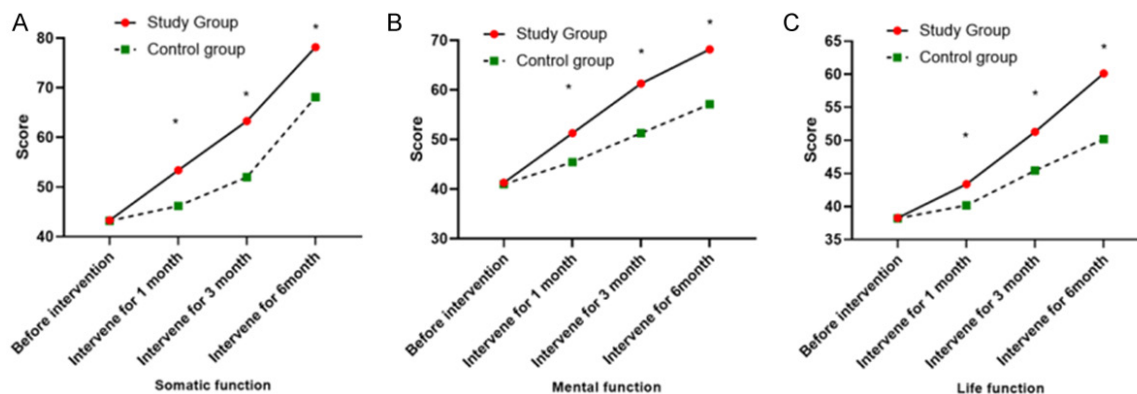 A
Study Group
Control group
80
70
60
50
40
Score
*
*
*
Before intervention
Intervene for 1 month
Intervene for 3 month
Intervene for 6month
Somatic function
B
Study Group
Control group
70
60
50
40
30
Score
*
*
*
Before intervention
Intervene for 1 month
Intervene for 3 month
Intervene for 6month
Mental function
C
Study Group
Control group
65
60
55
50
45
40
35
Score
*
*
*
Before intervention
Intervene for 1 month
Intervene for 3 month
Intervene for 6month
Life function